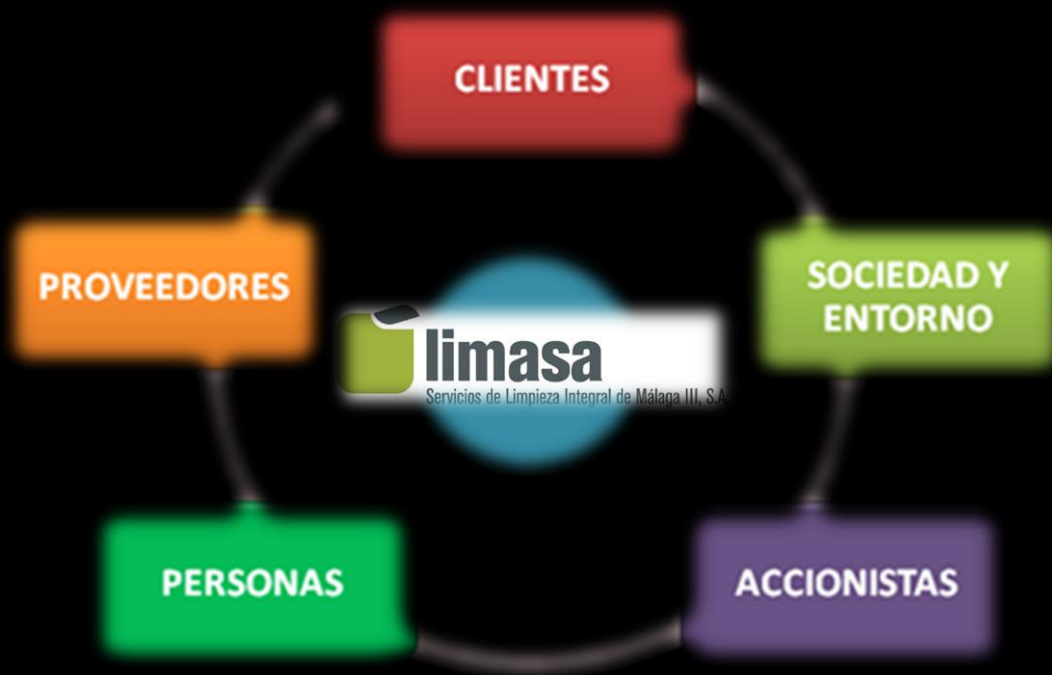 CLIENTES
PROVEEDORES
SOCIEDAD Y
ENTORNO
limasa
Servicios de Limpieza Integral de Málaga III, S.A.
PERSONAS
ACCIONISTAS